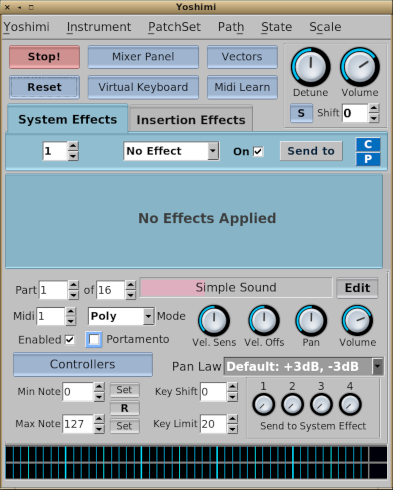 Yoshimi
Yoshimi Instrument PatchSet Path State Scale
Stop! Mixer Panel Vectors
Reset Virtual Keyboard Midi Learn
Detune Volume
S Shift 0
System Effects Insertion Effects
1 No Effect On Send to C
P
No Effects Applied
Part 1 of 16 Simple Sound Edit
Midi 1 Poly Mode
Enabled Portamento
Vel. Sens Vel. Offs Pan Volume
Controllers Pan Law Default: +3dB, -3dB
Min Note 0 Set Key Shift 0
R
Max Note 127 Set Key Limit 20
1 2 3 4
Send to System Effect